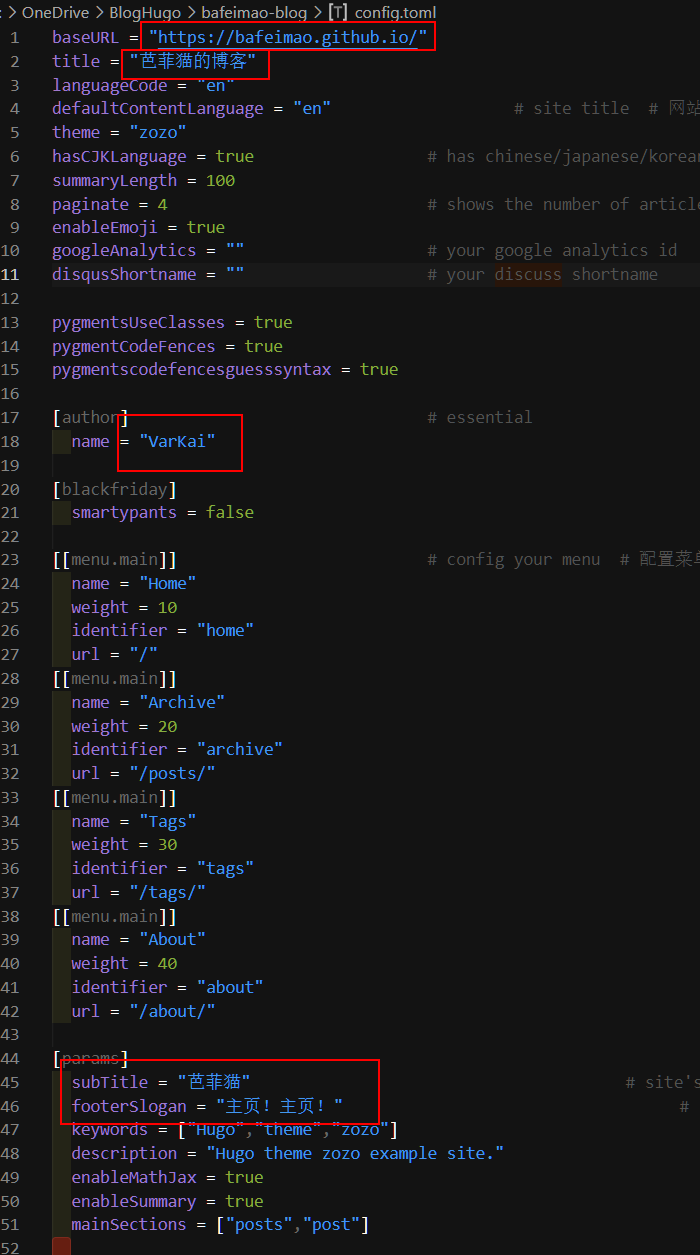 : > OneDrive > BlogHugo > bafeimao-blog > [T] config.toml
1 baseURL = "https://bafeimao.github.io/"
2 title = "芭菲猫的博客"
3 languageCode = "en"
4 defaultContentLanguage = "en" # site title # 网站
5 theme = "zozo"
6 hasCJKLanguage = true # has chinese/japanese/korean
7 summaryLength = 100
8 paginate = 4 # shows the number of article
9 enableEmoji = true
10 googleAnalytics = "" # your google analytics id
11 disqusShortname = "" # your discuss shortname
12
13 pygmentsUseClasses = true
14 pygmentCodeFences = true
15 pygmentscodefencesguesssyntax = true
16
17 [author] # essential
18 name = "VarKai"
19
20 [blackfriday]
21 smartypants = false
22
23 [[menu.main]] # config your menu # 配置菜单
24 name = "Home"
25 weight = 10
26 identifier = "home"
27 url = "/"
28 [[menu.main]]
29 name = "Archive"
30 weight = 20
31 identifier = "archive"
32 url = "/posts/"
33 [[menu.main]]
34 name = "Tags"
35 weight = 30
36 identifier = "tags"
37 url = "/tags/"
38 [[menu.main]]
39 name = "About"
40 weight = 40
41 identifier = "about"
42 url = "/about/"
43
44 [params]
45 subTitle = "芭菲猫" # site's
46 footerSlogan = "主页！主页！" #
47 keywords = ["Hugo","theme","zozo"]
48 description = "Hugo theme zozo example site."
49 enableMathJax = true
50 enableSummary = true
51 mainSections = ["posts","post"]
52